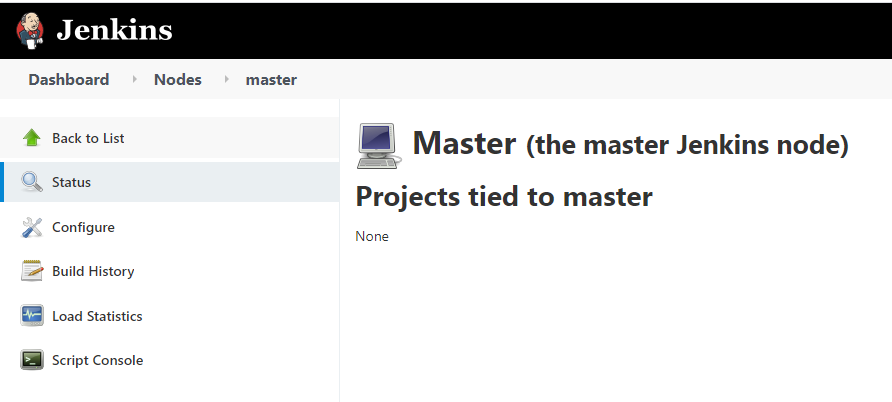 Jenkins
Dashboard Nodes master
Back to List
Status
Configure
Build History
Load Statistics
Script Console
Master (the master Jenkins node)
Projects tied to master
None